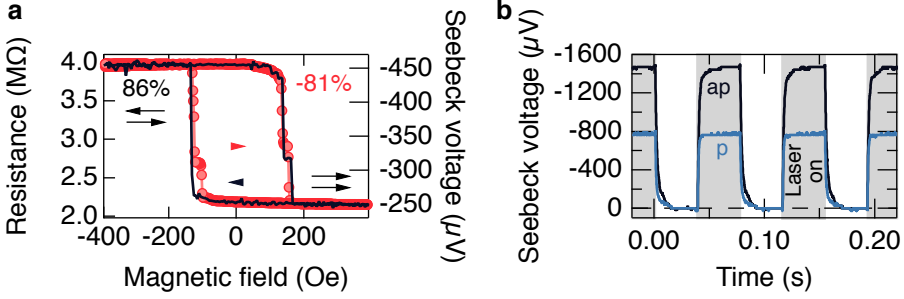 a
Resistance (MΩ)
4.0
3.5
3.0
2.5
2.0
86%
-81%
-450
-400
-350
-300
-250
Seebeck voltage (µV)
-400
-200
0
200
Magnetic field (Oe)
b
Seebeck voltage (µV)
-1600
-1200
-800
-400
0
ap
p
Laser
on
0.00
0.10
0.20
Time (s)